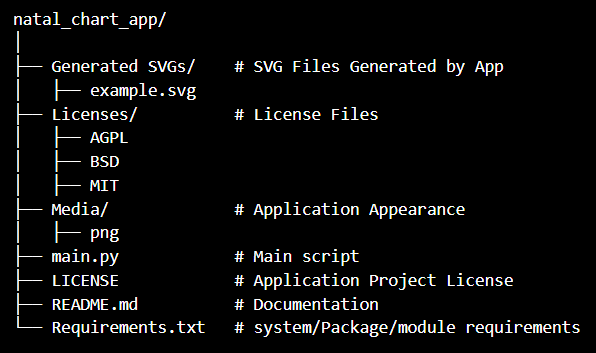 natal_chart_app/
│
├── Generated SVGs/    # SVG Files Generated by App
│   ├── example.svg
├── Licenses/          # License Files
│   ├── AGPL
│   ├── BSD
│   ├── MIT
├── Media/             # Application Appearance
│   ├── png
├── main.py            # Main script
├── LICENSE            # Application Project License
├── README.md          # Documentation
└── Requirements.txt   # system/Package/module requirements